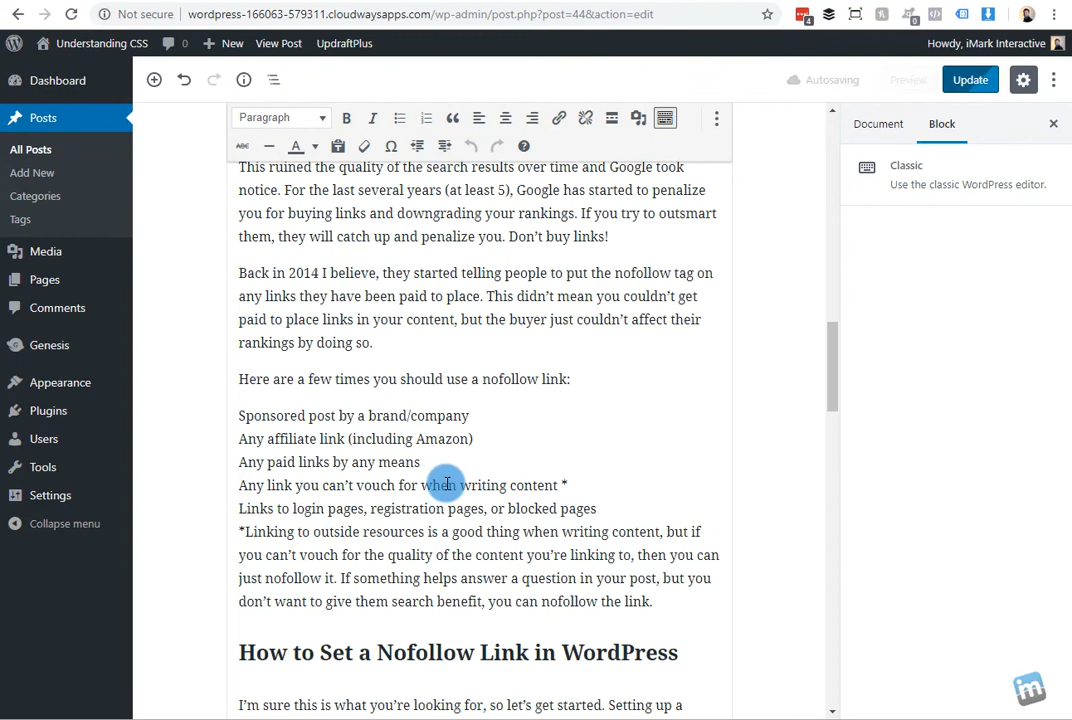 Not secure | wordpress-166063-579311.cloudwaysapps.com/wp-admin/post.php?post=44&action=edit
4
0
Understanding CSS 0 New View Post UpdraftPlus Howdy, iMark Interactive
Dashboard
Posts
All Posts
Add New
Categories
Tags
Media
Pages
Comments
Genesis
Appearance
Plugins
Users
Tools
Settings
Collapse menu
Autosaving Preview Update
Paragraph B I
ABC A Ω
This ruined the quality of the search results over time and Google took
notice. For the last several years (at least 5), Google has started to penalize
you for buying links and downgrading your rankings. If you try to outsmart
them, they will catch up and penalize you. Don’t buy links!
Back in 2014 I believe, they started telling people to put the nofollow tag on
any links they have been paid to place. This didn’t mean you couldn’t get
paid to place links in your content, but the buyer just couldn’t affect their
rankings by doing so.
Here are a few times you should use a nofollow link:
Sponsored post by a brand/company
Any affiliate link (including Amazon)
Any paid links by any means
Any link you can’t vouch for when writing content *
Links to login pages, registration pages, or blocked pages
*Linking to outside resources is a good thing when writing content, but if
you can’t vouch for the quality of the content you’re linking to, then you can
just nofollow it. If something helps answer a question in your post, but you
don’t want to give them search benefit, you can nofollow the link.
How to Set a Nofollow Link in WordPress
I’m sure this is what you’re looking for, so let’s get started. Setting up a
Document Block
Classic
Use the classic WordPress editor.
im